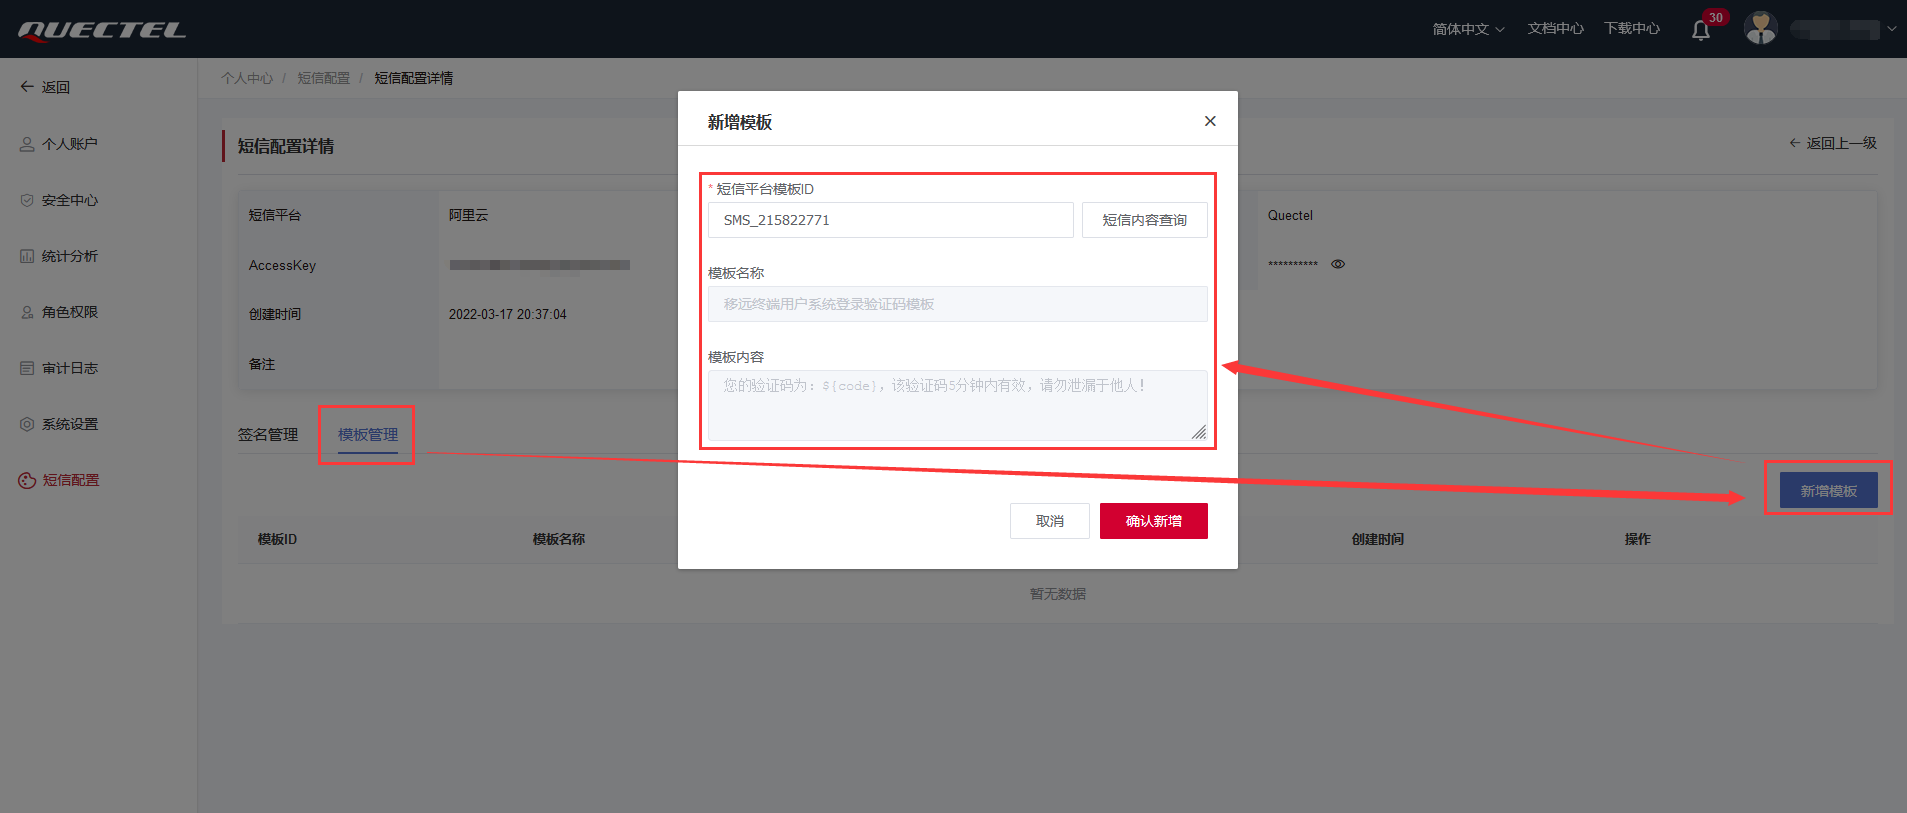 QUECTEL
简体中文
文档中心
下载中心
30
返回
个人账户
安全中心
统计分析
角色权限
审计日志
系统设置
短信配置
个人中心 / 短信配置 / 短信配置详情
短信配置详情
返回上一级
短信平台
阿里云
Quectel
AccessKey
**********
创建时间
2022-03-17 20:37:04
备注
签名管理
模板管理
新增模板
模板ID
模板名称
创建时间
操作
暂无数据
新增模板
* 短信平台模板ID
SMS_215822771
短信内容查询
模板名称
移远终端用户系统登录验证码模板
模板内容
您的验证码为：${code}，该验证码5分钟内有效，请勿泄漏于他人！
取消
确认新增